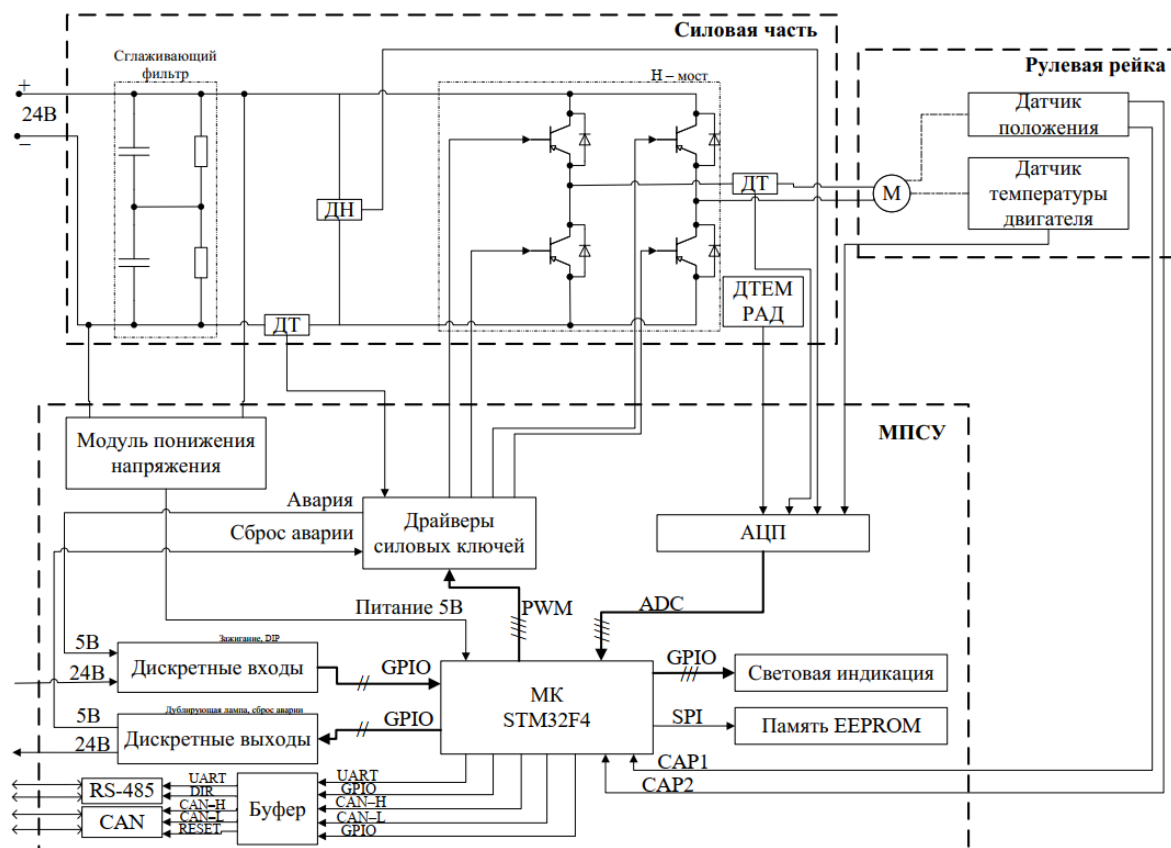 Силовая часть
Сглаживающий
фильтр
Н – мост
Рулевая рейка
+
24В
−
Датчик
положения
ДН
ДТ
М
Датчик
температуры
двигателя
ДТ
ДТЕМ
РАД
МПСУ
Модуль понижения
напряжения
Авария
Сброс аварии
Драйверы
силовых ключей
АЦП
Питание 5В
PWM
ADC
5В
24В
Зажигание, DIP
Дискретные входы
GPIO
МК
STM32F4
GPIO
Световая индикация
5В
24В
Дублирующая лампа, сброс аварии
Дискретные выходы
GPIO
SPI
Память EEPROM
CAP1
CAP2
RS-485
CAN
UART
DIR
CAN–H
CAN–L
RESET
Буфер
UART
GPIO
CAN–H
CAN–L
GPIO